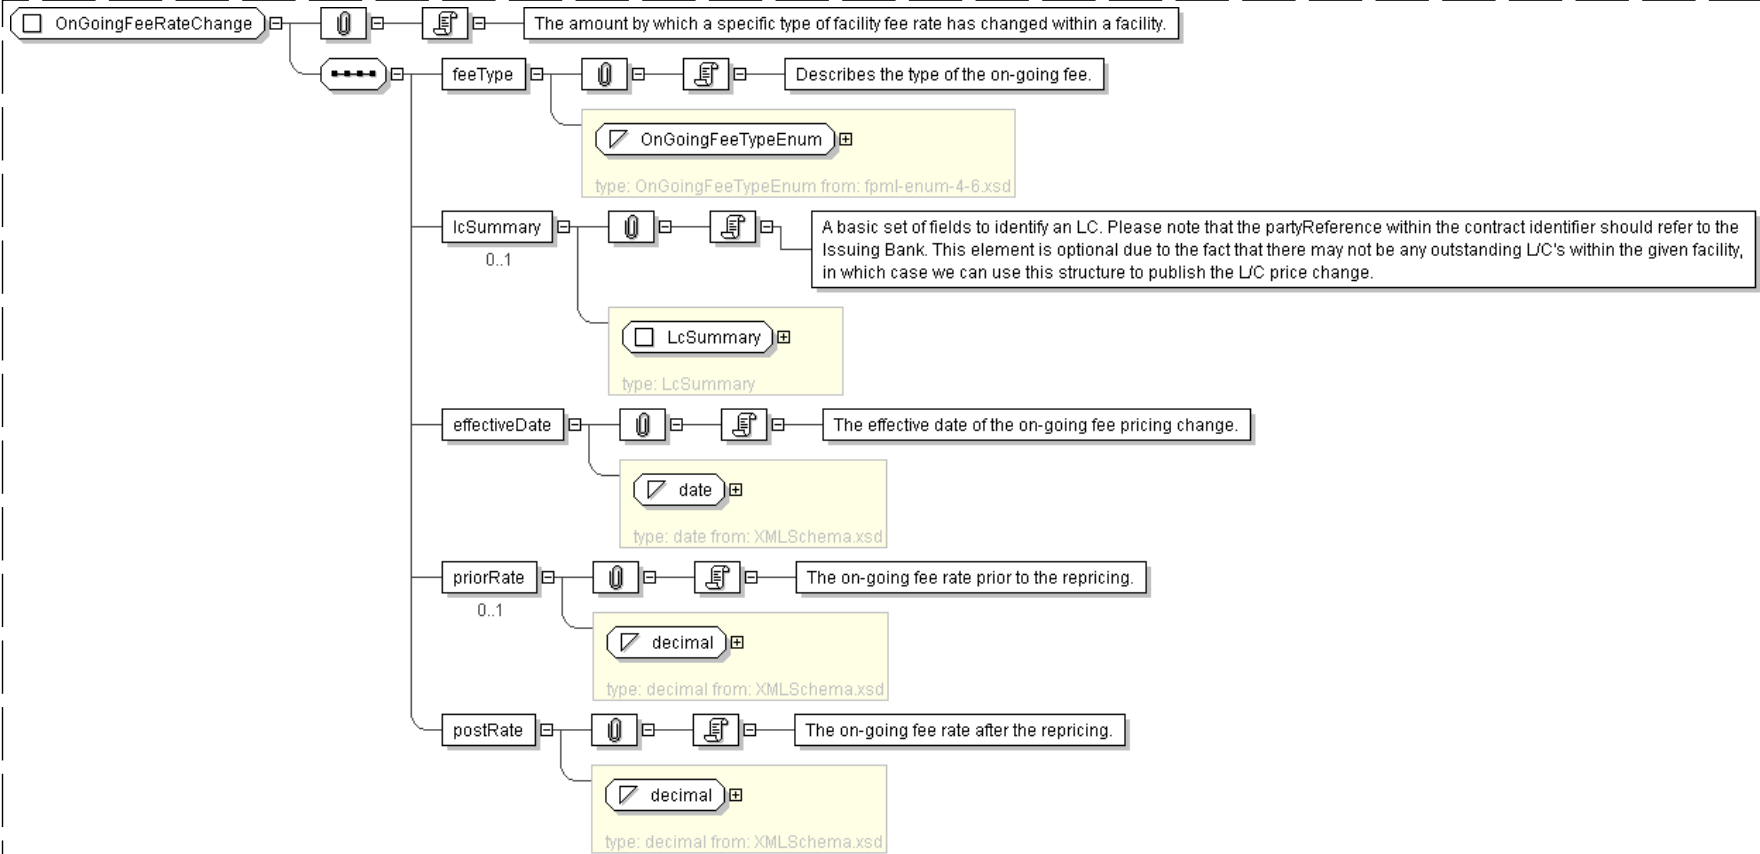 OnGoingFeeRateChange
The amount by which a specific type of facility fee rate has changed within a facility.
feeType
Describes the type of the on-going fee.
OnGoingFeeTypeEnum
type: OnGoingFeeTypeEnum from: fpml-enum-4-6.xsd
lcSummary
0..1
A basic set of fields to identify an LC. Please note that the partyReference within the contract identifier should refer to the
Issuing Bank. This element is optional due to the fact that there may not be any outstanding L/C's within the given facility,
in which case we can use this structure to publish the L/C price change.
LcSummary
type: LcSummary
effectiveDate
The effective date of the on-going fee pricing change.
date
type: date from: XMLSchema.xsd
priorRate
0..1
The on-going fee rate prior to the repricing.
decimal
type: decimal from: XMLSchema.xsd
postRate
The on-going fee rate after the repricing.
decimal
type: decimal from: XMLSchema.xsd